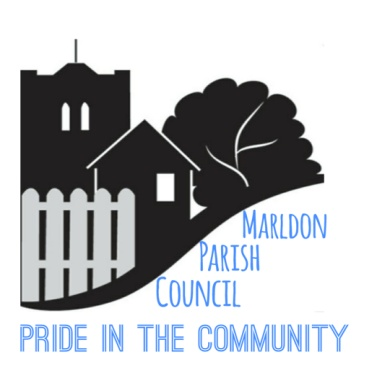 MARLDON
PARISH
COUNCIL
PRIDE IN THE COMMUNITY